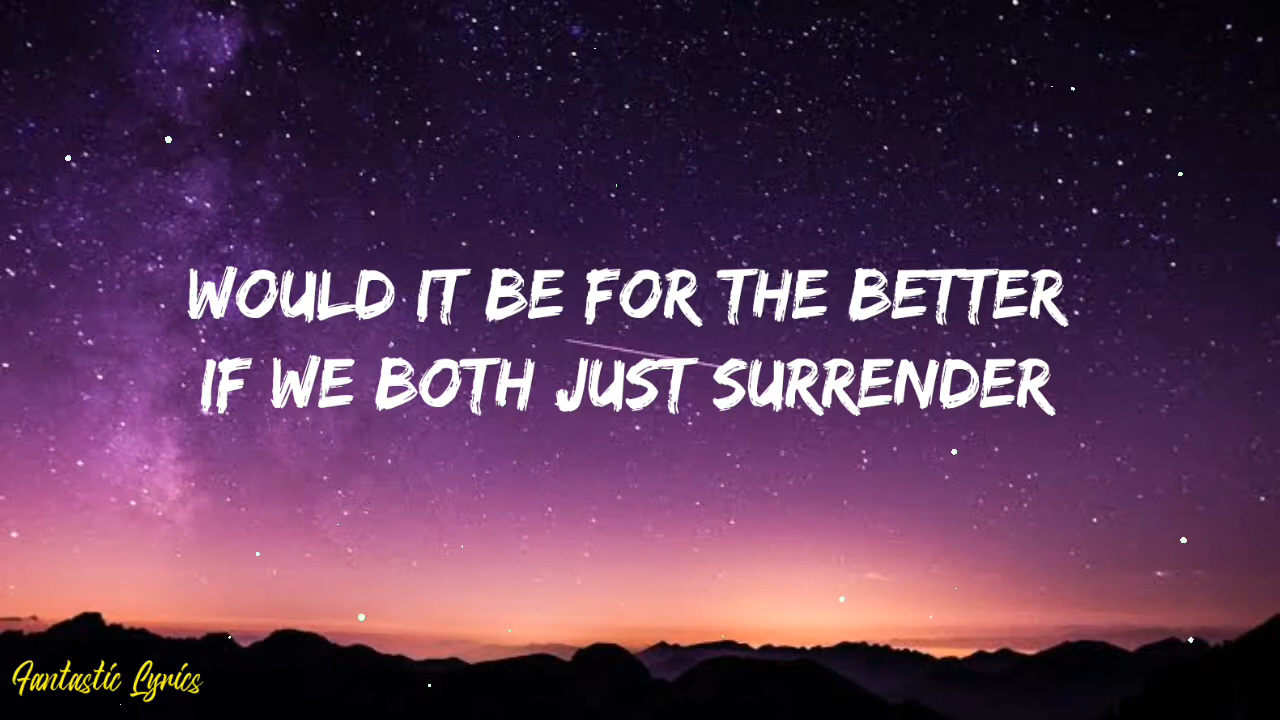 WOULD IT BE FOR THE BETTER
IF WE BOTH JUST SURRENDER
Fantastic Lyrics